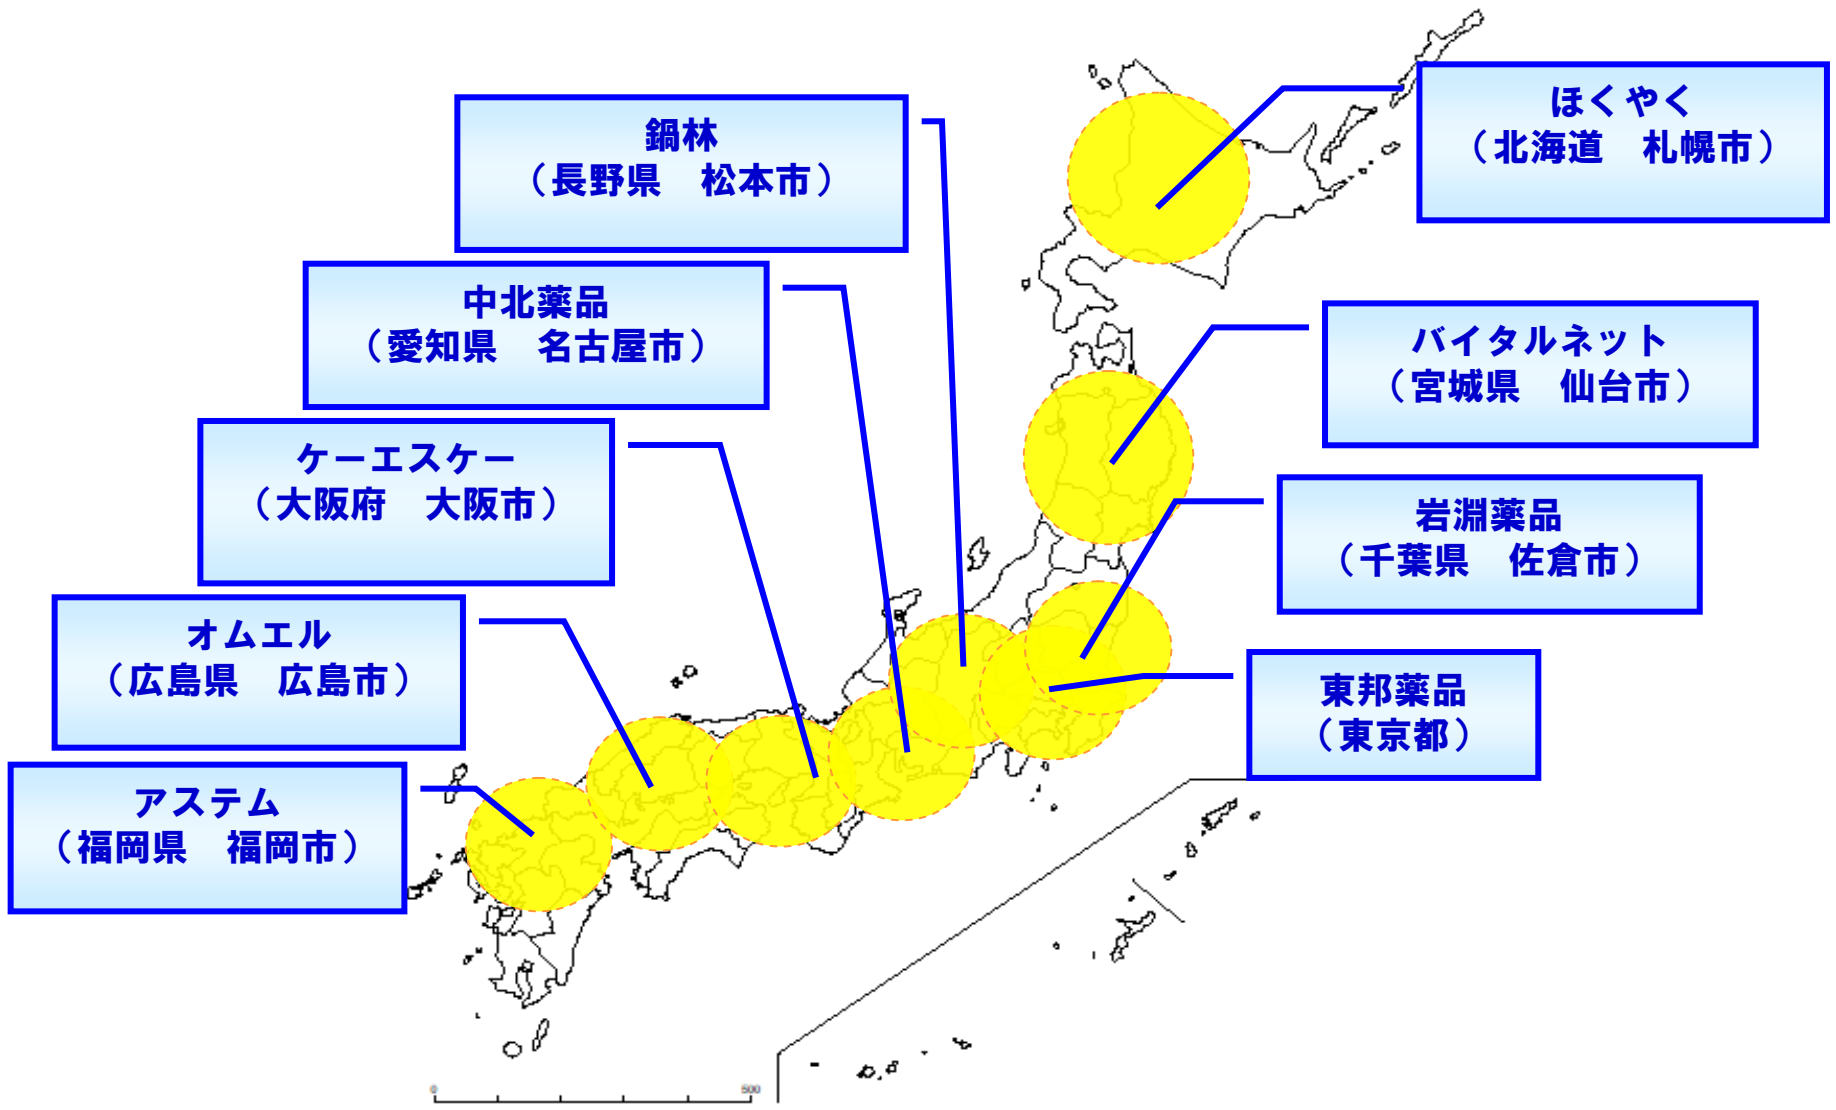 鍋林
（長野県　松本市）
ほくやく
（北海道　札幌市）
中北薬品
（愛知県　名古屋市）
バイタルネット
（宮城県　仙台市）
ケーエスケー
（大阪府　大阪市）
岩淵薬品
（千葉県　佐倉市）
オムエル
（広島県　広島市）
東邦薬品
（東京都）
アステム
（福岡県　福岡市）
0
500